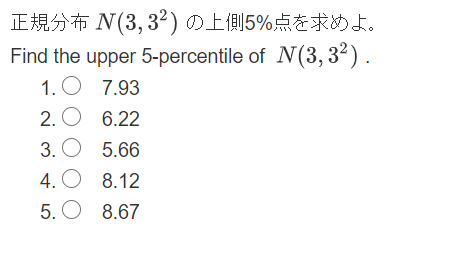 正規分布 N(3, 3²) の上側5%点を求めよ。
Find the upper 5-percentile of N(3, 3²) .
1. 7.93
2. 6.22
3. 5.66
4. 8.12
5. 8.67